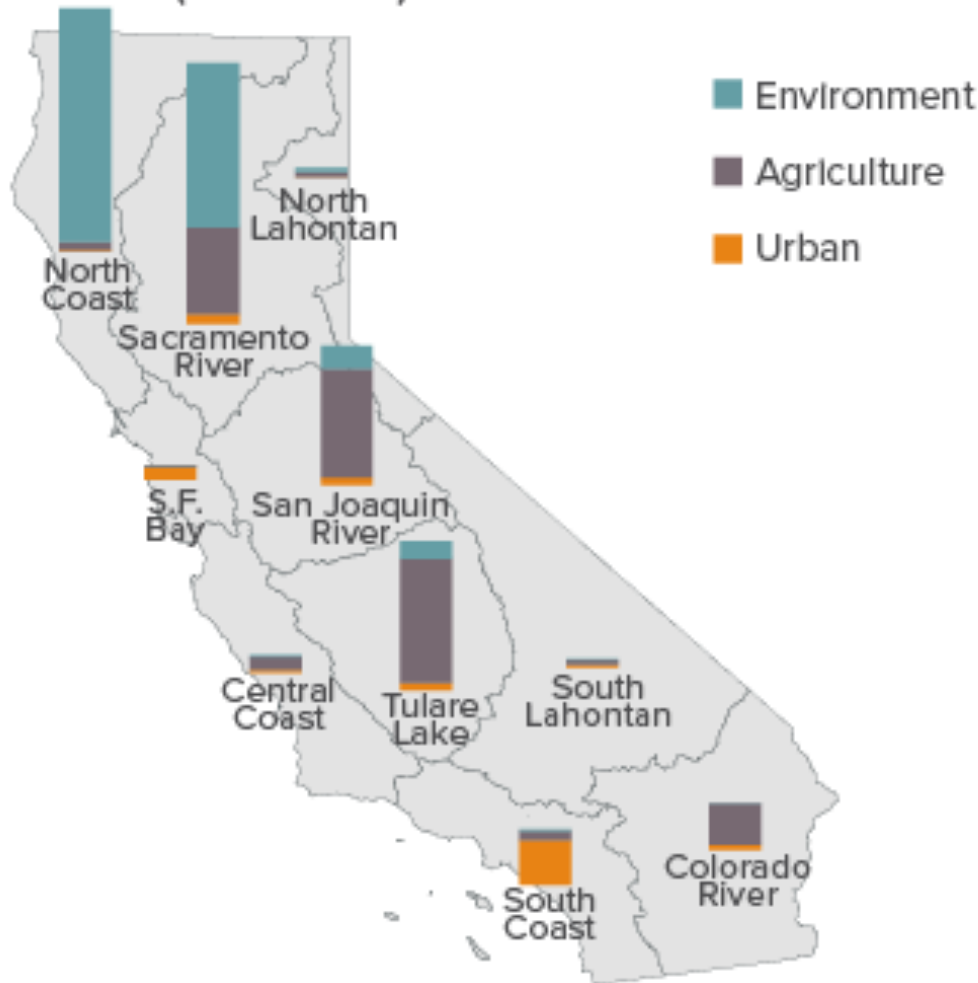 Environment
Agriculture
Urban
North
Lahontan
North
Coast
Sacramento
River
S.F.
Bay
San Joaquin
River
Central
Coast
Tulare
Lake
South
Lahontan
Colorado
River
South
Coast